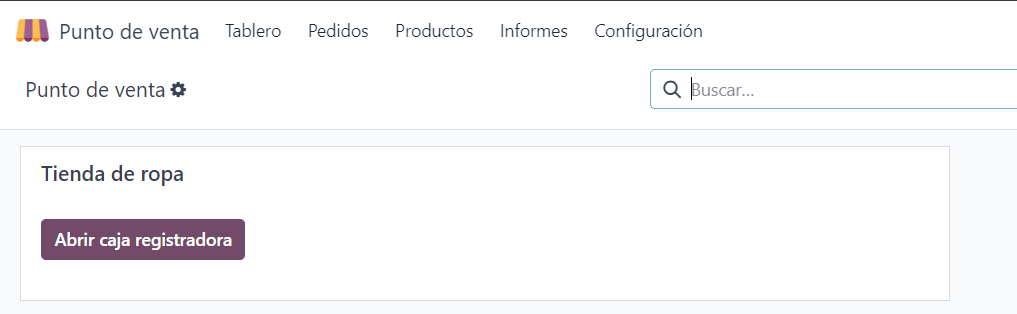 Punto de venta Tablero Pedidos Productos Informes Configuración
Punto de venta Buscar...
Tienda de ropa
Abrir caja registradora